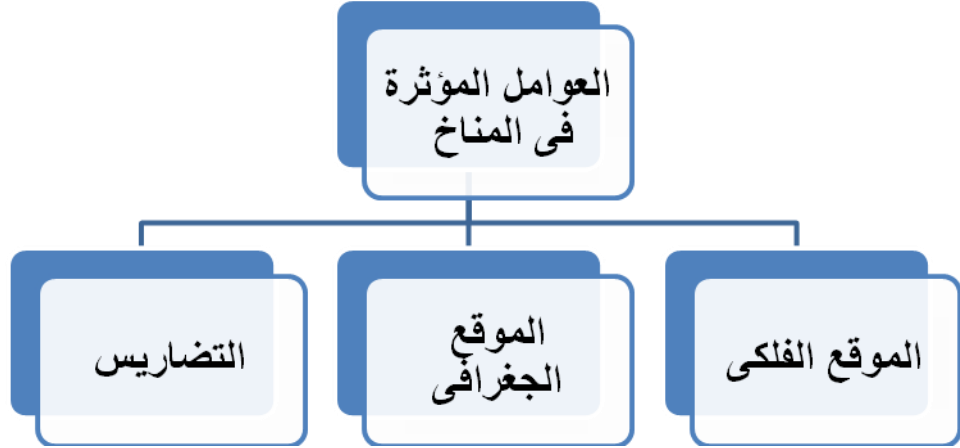 العوامل المؤثرة
فى المناخ
الموقع الفلكى
الموقع
الجغرافى
التضاريس